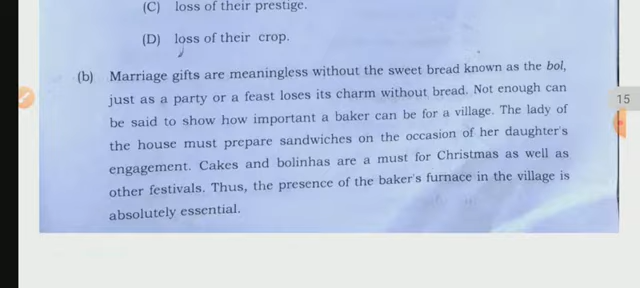 (C) loss of their prestige.
(D) loss of their crop.
(b) Marriage gifts are meaningless without the sweet bread known as the bol,
just as a party or a feast loses its charm without bread. Not enough can
be said to show how important a baker can be for a village. The lady of
the house must prepare sandwiches on the occasion of her daughter's
engagement. Cakes and bolinhas are a must for Christmas as well as
other festivals. Thus, the presence of the baker's furnace in the village is
absolutely essential.
15